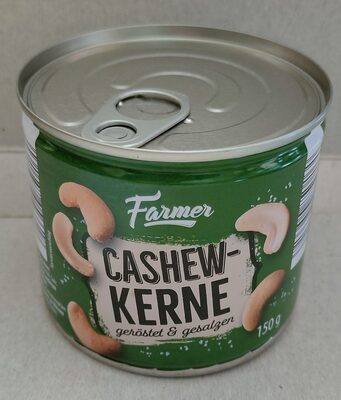 Farmer
CASHEW-
KERNE
geröstet & gesalzen
150 g